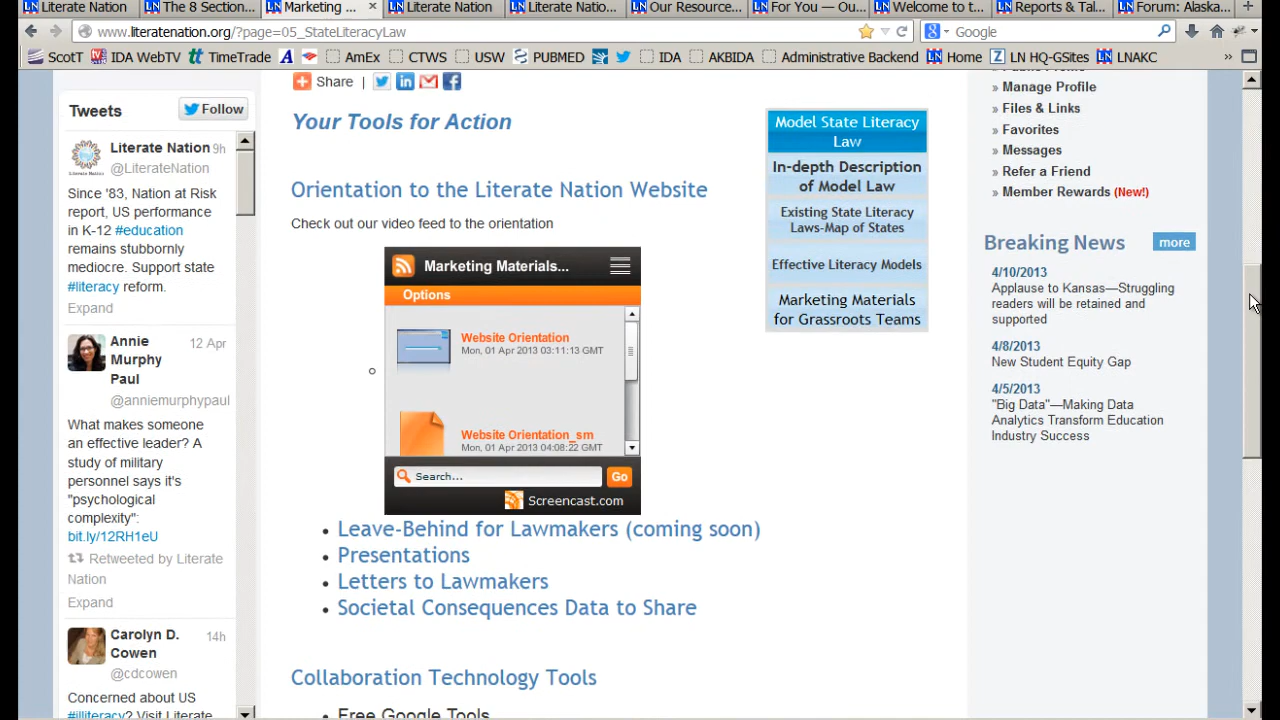 Literate Nation
The 8 Section...
Marketing ...
Literate Nation
Literate Natio...
Our Resource...
For You — Ou...
Welcome to t...
Reports & Tal...
Forum: Alaska...
www.literatenation.org/?page=05_StateLiteracyLaw
Google
ScottT
IDA WebTV
TimeTrade
AmEx
CTWS
USW
PUBMED
IDA
AKBIDA
Administrative Backend
Home
LN HQ-GSites
LNAKC
Tweets
Follow
Literate Nation 9h
@LiterateNation
Since '83, Nation at Risk
report, US performance
in K-12 #education
remains stubbornly
mediocre. Support state
#literacy reform.
Expand
Annie 12 Apr
Murphy
Paul
@anniemurphypaul
What makes someone
an effective leader? A
study of military
personnel says it's
"psychological
complexity":
bit.ly/12RH1eU
Retweeted by Literate
Nation
Expand
Carolyn D. 14h
Cowen
@cdcowen
Concerned about US
#illiteracy? Visit Literate
Share |
Your Tools for Action
Orientation to the Literate Nation Website
Check out our video feed to the orientation
Marketing Materials...
Options
Website Orientation
Mon, 01 Apr 2013 03:11:13 GMT
Website Orientation_sm
Mon, 01 Apr 2013 04:08:22 GMT
Search...
Go
Screencast.com
Leave-Behind for Lawmakers (coming soon)
Presentations
Letters to Lawmakers
Societal Consequences Data to Share
Collaboration Technology Tools
Free Google Tools
Model State Literacy
Law
In-depth Description
of Model Law
Existing State Literacy
Laws-Map of States
Effective Literacy Models
Marketing Materials
for Grassroots Teams
» Manage Profile
» Files & Links
» Favorites
» Messages
» Refer a Friend
» Member Rewards (New!)
Breaking News
more
4/10/2013
Applause to Kansas—Struggling
readers will be retained and
supported
4/8/2013
New Student Equity Gap
4/5/2013
"Big Data"—Making Data
Analytics Transform Education
Industry Success